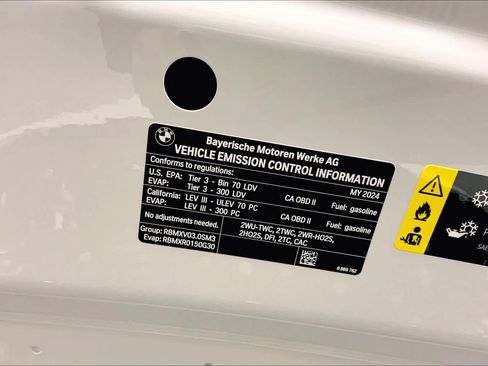 BMW
Bayerische Motoren Werke AG
VEHICLE EMISSION CONTROL INFORMATION
Conforms to regulations: MY 2024
U.S. EPA: Tier 3 - Bin 70 LDV CA OBD II Fuel: gasoline
EVAP: Tier 3 - 300 LDV
California: LEV III - ULEV 70 PC CA OBD II Fuel: gasoline
EVAP: LEV III - 300 PC
No adjustments needed. 2WU-TWC, 2TWC, 2WR-HO2S,
Group: RBMXV03.0SM3 2HO2S, DFI, 2TC, CAC
Evap: RBMXR0150G30
SAE